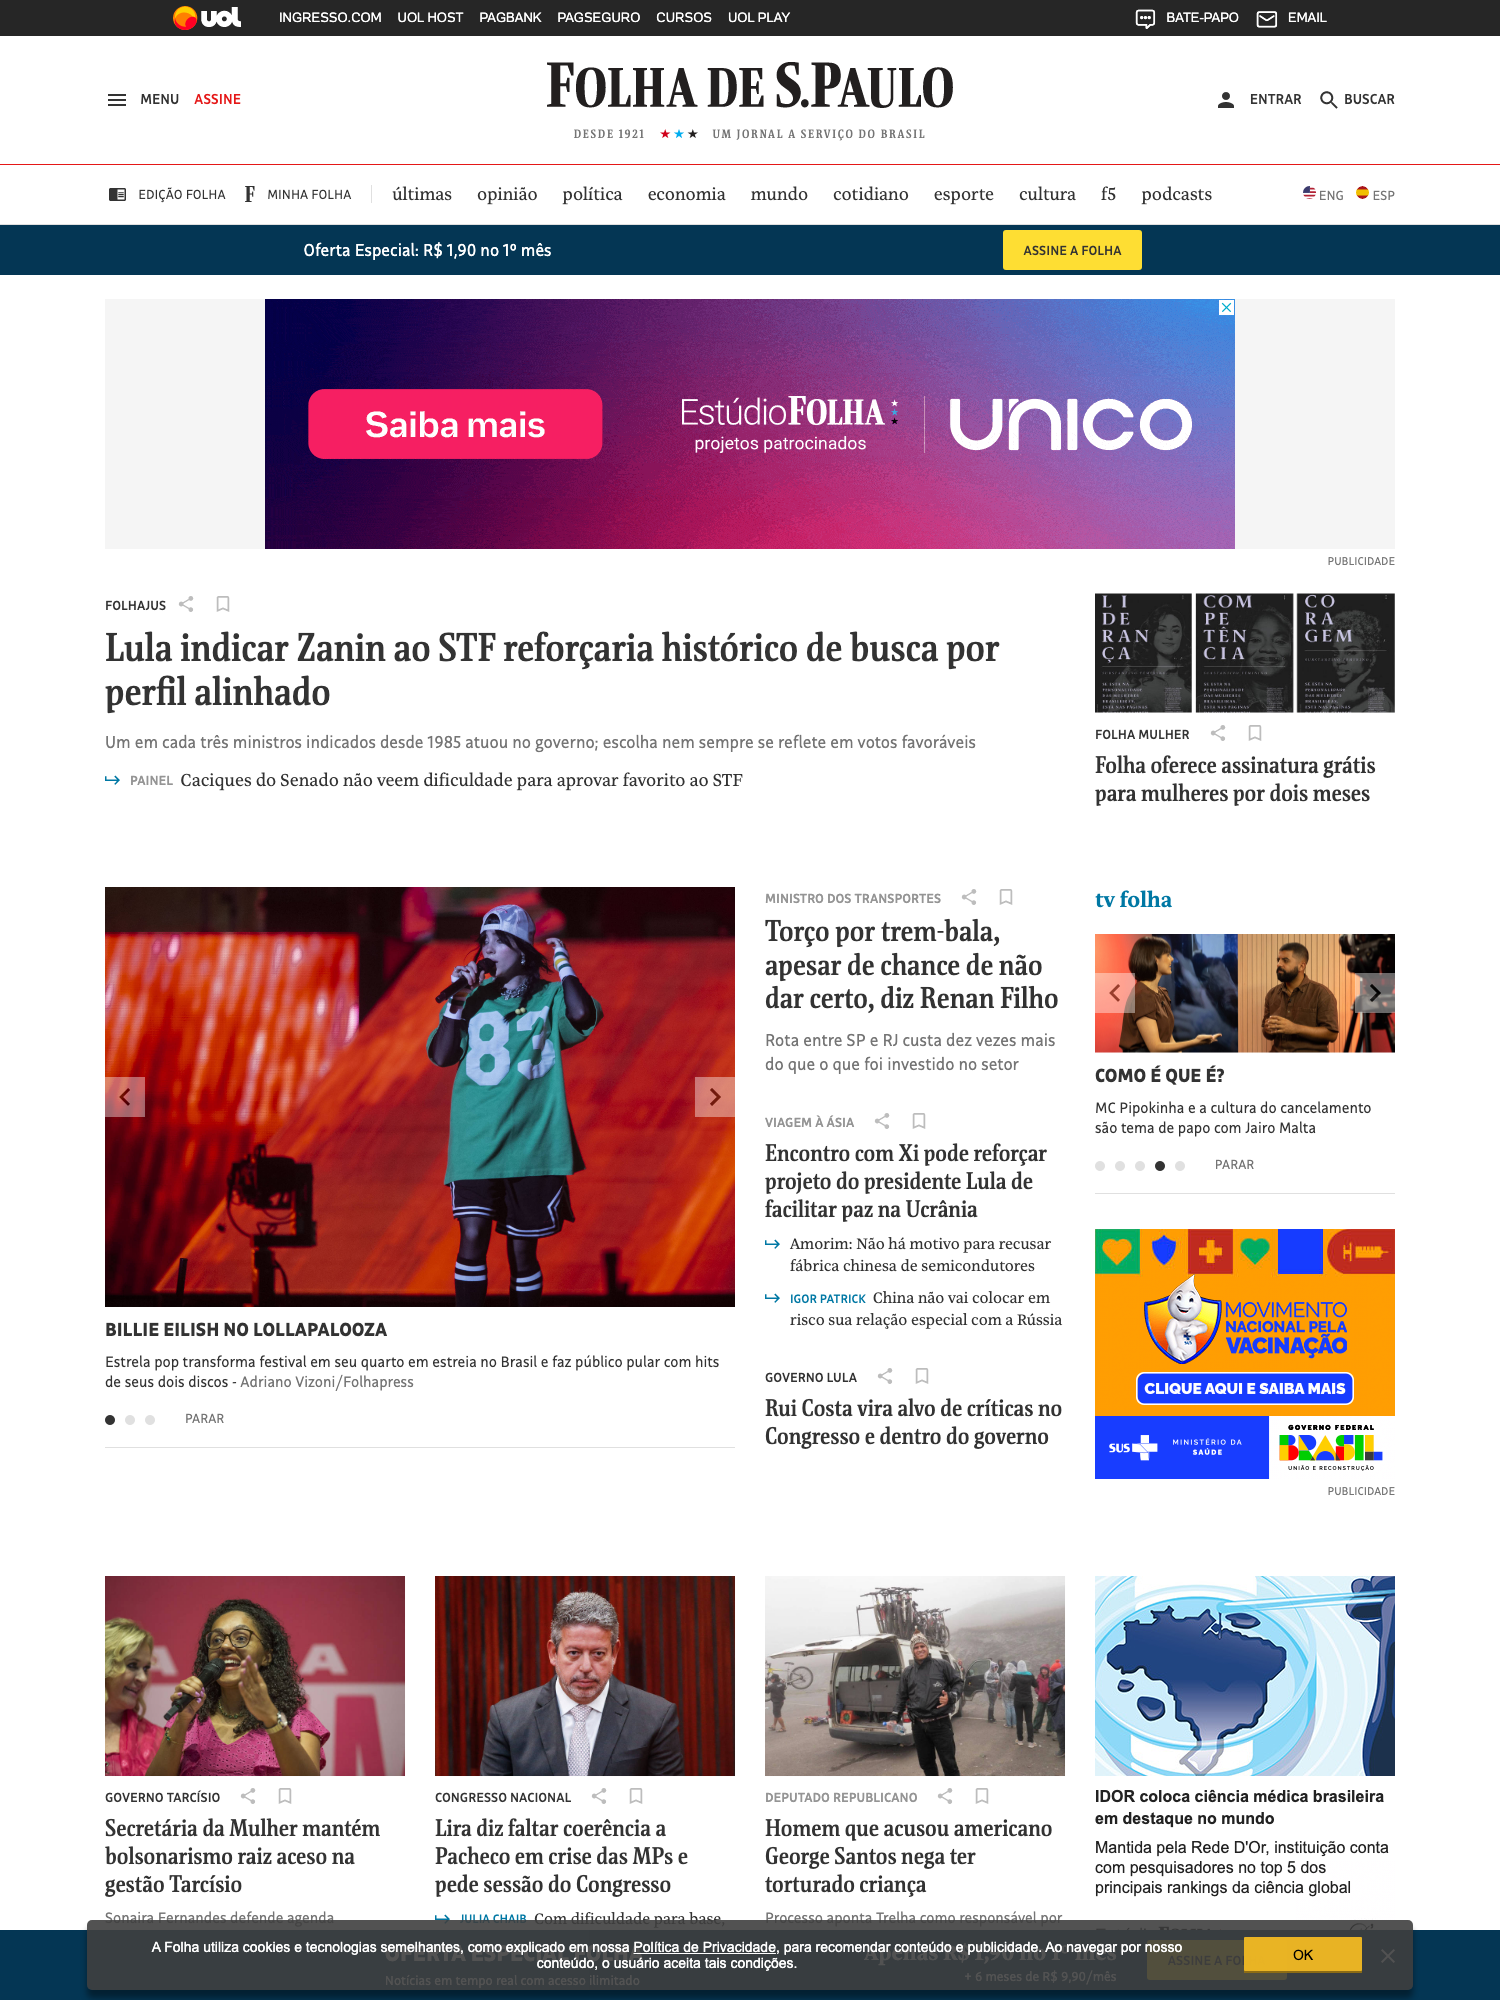 uol INGRESSO.COM UOL HOST PAGBANK PAGSEGURO CURSOS UOL PLAY BATE-PAPO EMAIL
MENU ASSINE
FOLHA DE S.PAULO
ENTRAR BUSCAR
DESDE 1921 UM JORNAL A SERVIÇO DO BRASIL
EDIÇÃO FOLHA F MINHA FOLHA últimas opinião política economia mundo cotidiano esporte cultura f5 podcasts ENG ESP
Oferta Especial: R$ 1,90 no 1º mês
ASSINE A FOLHA
Saiba mais
EstúdioFOLHA
projetos patrocinados
unico
PUBLICIDADE
FOLHAJUS
Lula indicar Zanin ao STF reforçaria histórico de busca por
perfil alinhado
Um em cada três ministros indicados desde 1985 atuou no governo; escolha nem sempre se reflete em votos favoráveis
PAINEL Caciques do Senado não veem dificuldade para aprovar favorito ao STF
LI
DE
RAN
ÇA
COM
PE
TÊN
CIA
CO
RA
GEM
FOLHA MULHER
Folha oferece assinatura grátis
para mulheres por dois meses
83
BILLIE EILISH NO LOLLAPALOOZA
Estrela pop transforma festival em seu quarto em estreia no Brasil e faz público pular com hits
de seus dois discos - Adriano Vizoni/Folhapress
PARAR
MINISTRO DOS TRANSPORTES
Torço por trem-bala,
apesar de chance de não
dar certo, diz Renan Filho
Rota entre SP e RJ custa dez vezes mais
do que o que foi investido no setor
VIAGEM À ÁSIA
Encontro com Xi pode reforçar
projeto do presidente Lula de
facilitar paz na Ucrânia
Amorim: Não há motivo para recusar
fábrica chinesa de semicondutores
IGOR PATRICK China não vai colocar em
risco sua relação especial com a Rússia
GOVERNO LULA
Rui Costa vira alvo de críticas no
Congresso e dentro do governo
tv folha
COMO É QUE É?
MC Pipokinha e a cultura do cancelamento
são tema de papo com Jairo Malta
PARAR
MOVIMENTO
NACIONAL PELA
VACINAÇÃO
CLIQUE AQUI E SAIBA MAIS
SUS MINISTÉRIO DA
SAÚDE
GOVERNO FEDERAL
BRASIL
UNIÃO E RECONSTRUÇÃO
PUBLICIDADE
GOVERNO TARCÍSIO
Secretária da Mulher mantém
bolsonarismo raiz aceso na
gestão Tarcísio
Sonaira Fernandes defende agenda
CONGRESSO NACIONAL
Lira diz faltar coerência a
Pacheco em crise das MPs e
pede sessão do Congresso
JULIA CHAIB Com dificuldade para base,
DEPUTADO REPUBLICANO
Homem que acusou americano
George Santos nega ter
torturado criança
Processo aponta Trelha como responsável por
IDOR coloca ciência médica brasileira
em destaque no mundo
Mantida pela Rede D'Or, instituição conta
com pesquisadores no top 5 dos
principais rankings da ciência global
A Folha utiliza cookies e tecnologias semelhantes, como explicado em nossa Política de Privacidade, para recomendar conteúdo e publicidade. Ao navegar por nosso
conteúdo, o usuário aceita tais condições.
OK
Notícias em tempo real com acesso ilimitado
Apenas R$ 1,90 no 1º mês
+ 6 meses de R$ 9,90/mês
ASSINE A FO